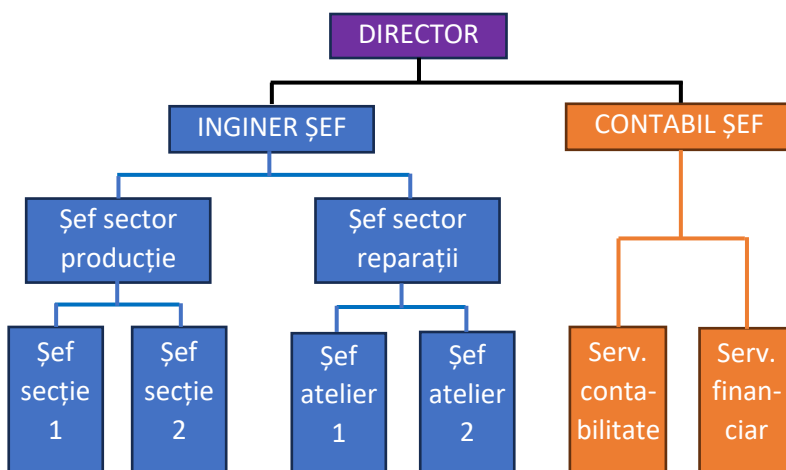 DIRECTOR
INGINER ȘEF
CONTABIL ȘEF
Șef sector
producție
Șef sector
reparații
Șef
secție
1
Șef
secție
2
Șef
atelier
1
Șef
atelier
2
Serv.
conta-
bilitate
Serv.
finan-
ciar